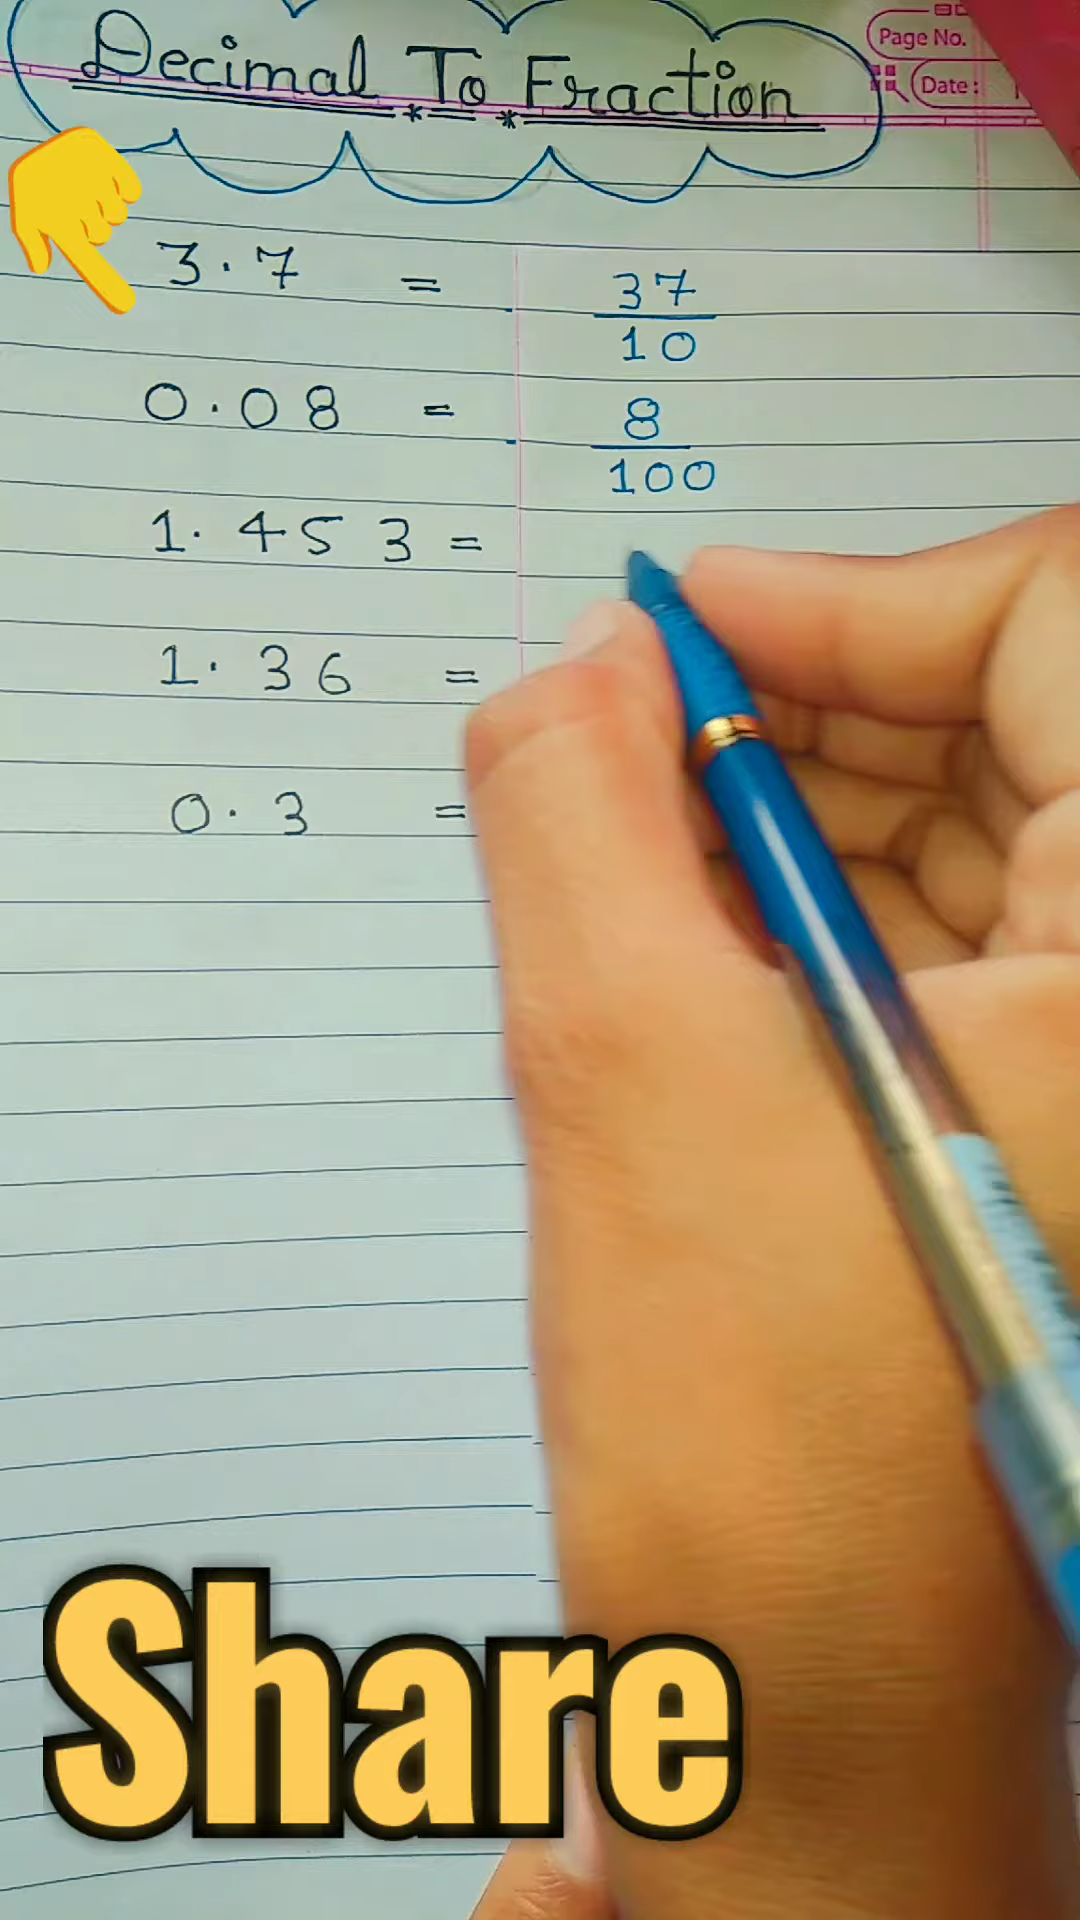 Page No.
Date :
Decimal To Fraction
3.7 = 37/10
0.08 = 8/100
1.453 =
1.36 =
0.3 =
Share